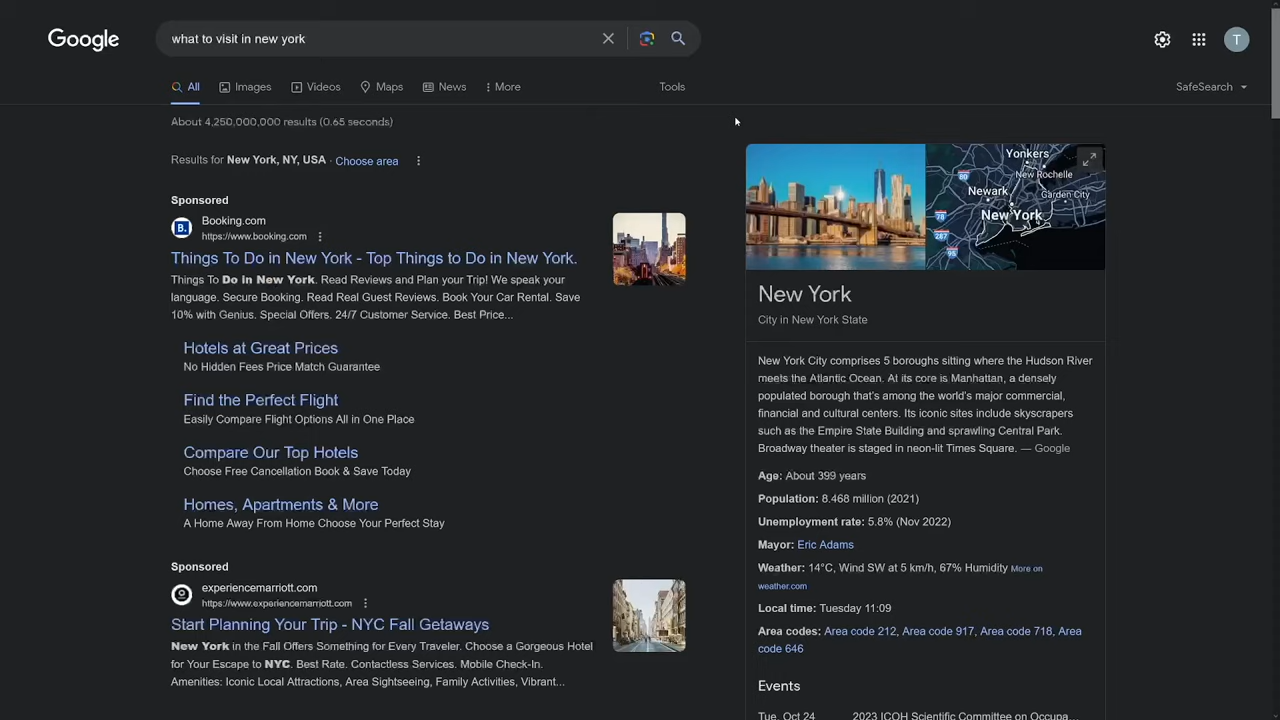 Google
what to visit in new york
T
All
Images
Videos
Maps
News
More
Tools
SafeSearch
About 4,250,000,000 results (0.65 seconds)
Results for New York, NY, USA · Choose area
Sponsored
B.
Booking.com
https://www.booking.com
Things To Do in New York - Top Things to Do in New York.
Things To Do in New York. Read Reviews and Plan your Trip! We speak your
language. Secure Booking. Read Real Guest Reviews. Book Your Car Rental. Save
10% with Genius. Special Offers. 24/7 Customer Service. Best Price...
Hotels at Great Prices
No Hidden Fees Price Match Guarantee
Find the Perfect Flight
Easily Compare Flight Options All in One Place
Compare Our Top Hotels
Choose Free Cancellation Book & Save Today
Homes, Apartments & More
A Home Away From Home Choose Your Perfect Stay
Sponsored
experiencemarriott.com
https://www.experiencemarriott.com
Start Planning Your Trip - NYC Fall Getaways
New York in the Fall Offers Something for Every Traveler. Choose a Gorgeous Hotel
for Your Escape to NYC. Best Rate. Contactless Services. Mobile Check-In.
Amenities: Iconic Local Attractions, Area Sightseeing, Family Activities, Vibrant...
Yonkers
80
New Rochelle
Newark
Garden City
78
New York
287
95
New York
City in New York State
New York City comprises 5 boroughs sitting where the Hudson River
meets the Atlantic Ocean. At its core is Manhattan, a densely
populated borough that's among the world's major commercial,
financial and cultural centers. Its iconic sites include skyscrapers
such as the Empire State Building and sprawling Central Park.
Broadway theater is staged in neon-lit Times Square. — Google
Age: About 399 years
Population: 8.468 million (2021)
Unemployment rate: 5.8% (Nov 2022)
Mayor: Eric Adams
Weather: 14°C, Wind SW at 5 km/h, 67% Humidity More on
weather.com
Local time: Tuesday 11:09
Area codes: Area code 212, Area code 917, Area code 718, Area
code 646
Events
Tue, Oct 24 2023 ICOH Scientific Committee on Occupa...